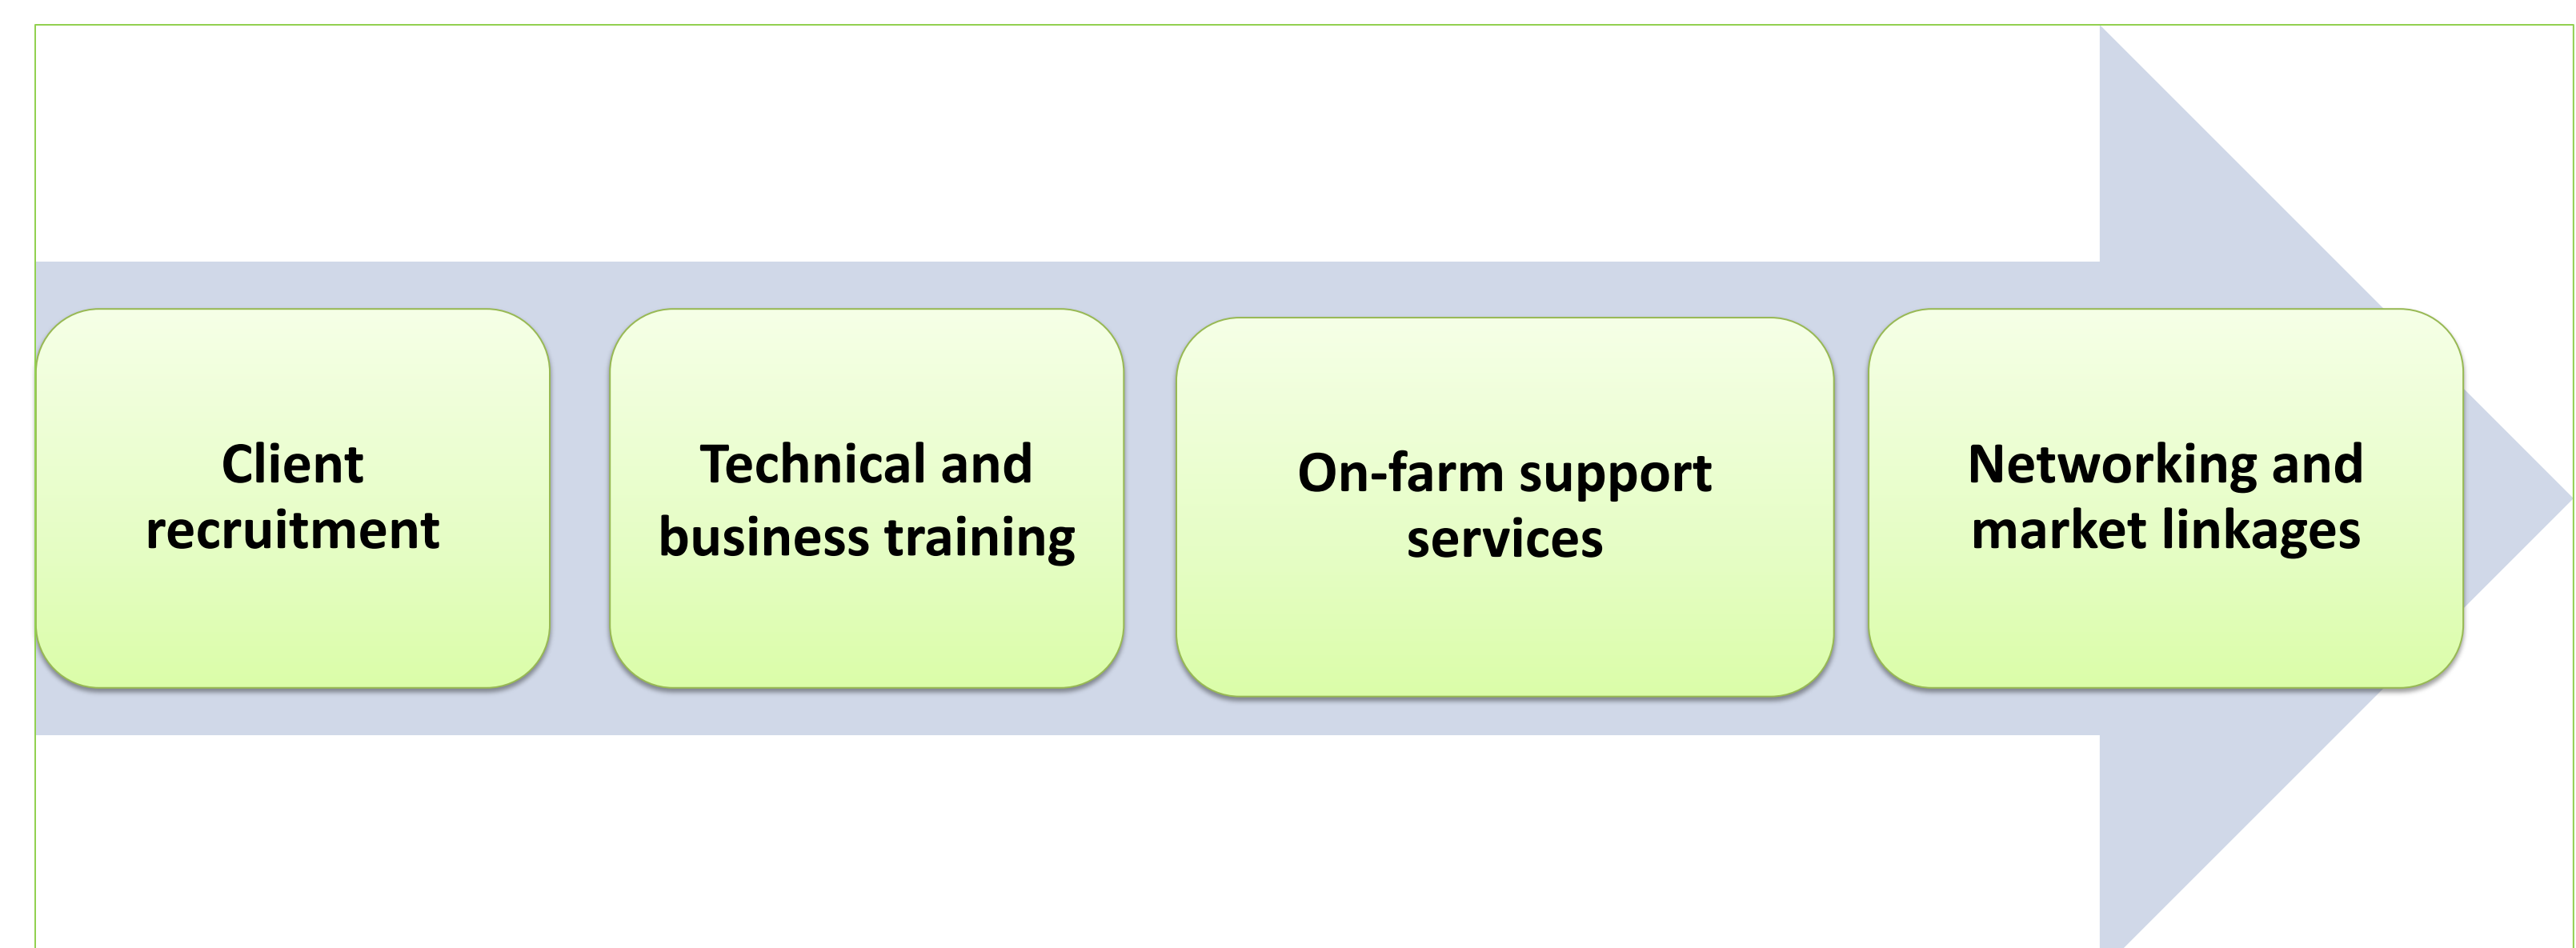 Client
recruitment
Technical and
business training
On-farm support
services
Networking and
market linkages